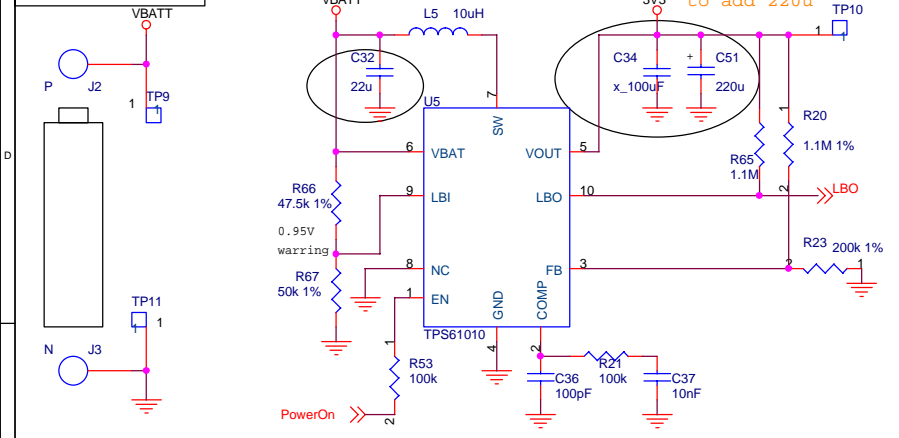 VBATT
P
J2
1
TP9
1
D
TP11
1
1
N
J3
VBATT
L5 10uH
C32
22u
7
U5
SW
6
VBAT
9
LBI
8
NC
1
EN
VOUT
5
LBO
10
FB
3
GND
COMP
4
2
TPS61010
R66
47.5k 1%
0.95V
warring
R67
50k 1%
1
R53
100k
2
PowerOn
C36
100pF
R21
100k
C37
10nF
3V3
to add 220u
TP10
1
1
C34
x_100uF
+
C51
220u
1
R20
1.1M 1%
R65
1.1M
2
LBO
R23 200k 1%
2
1